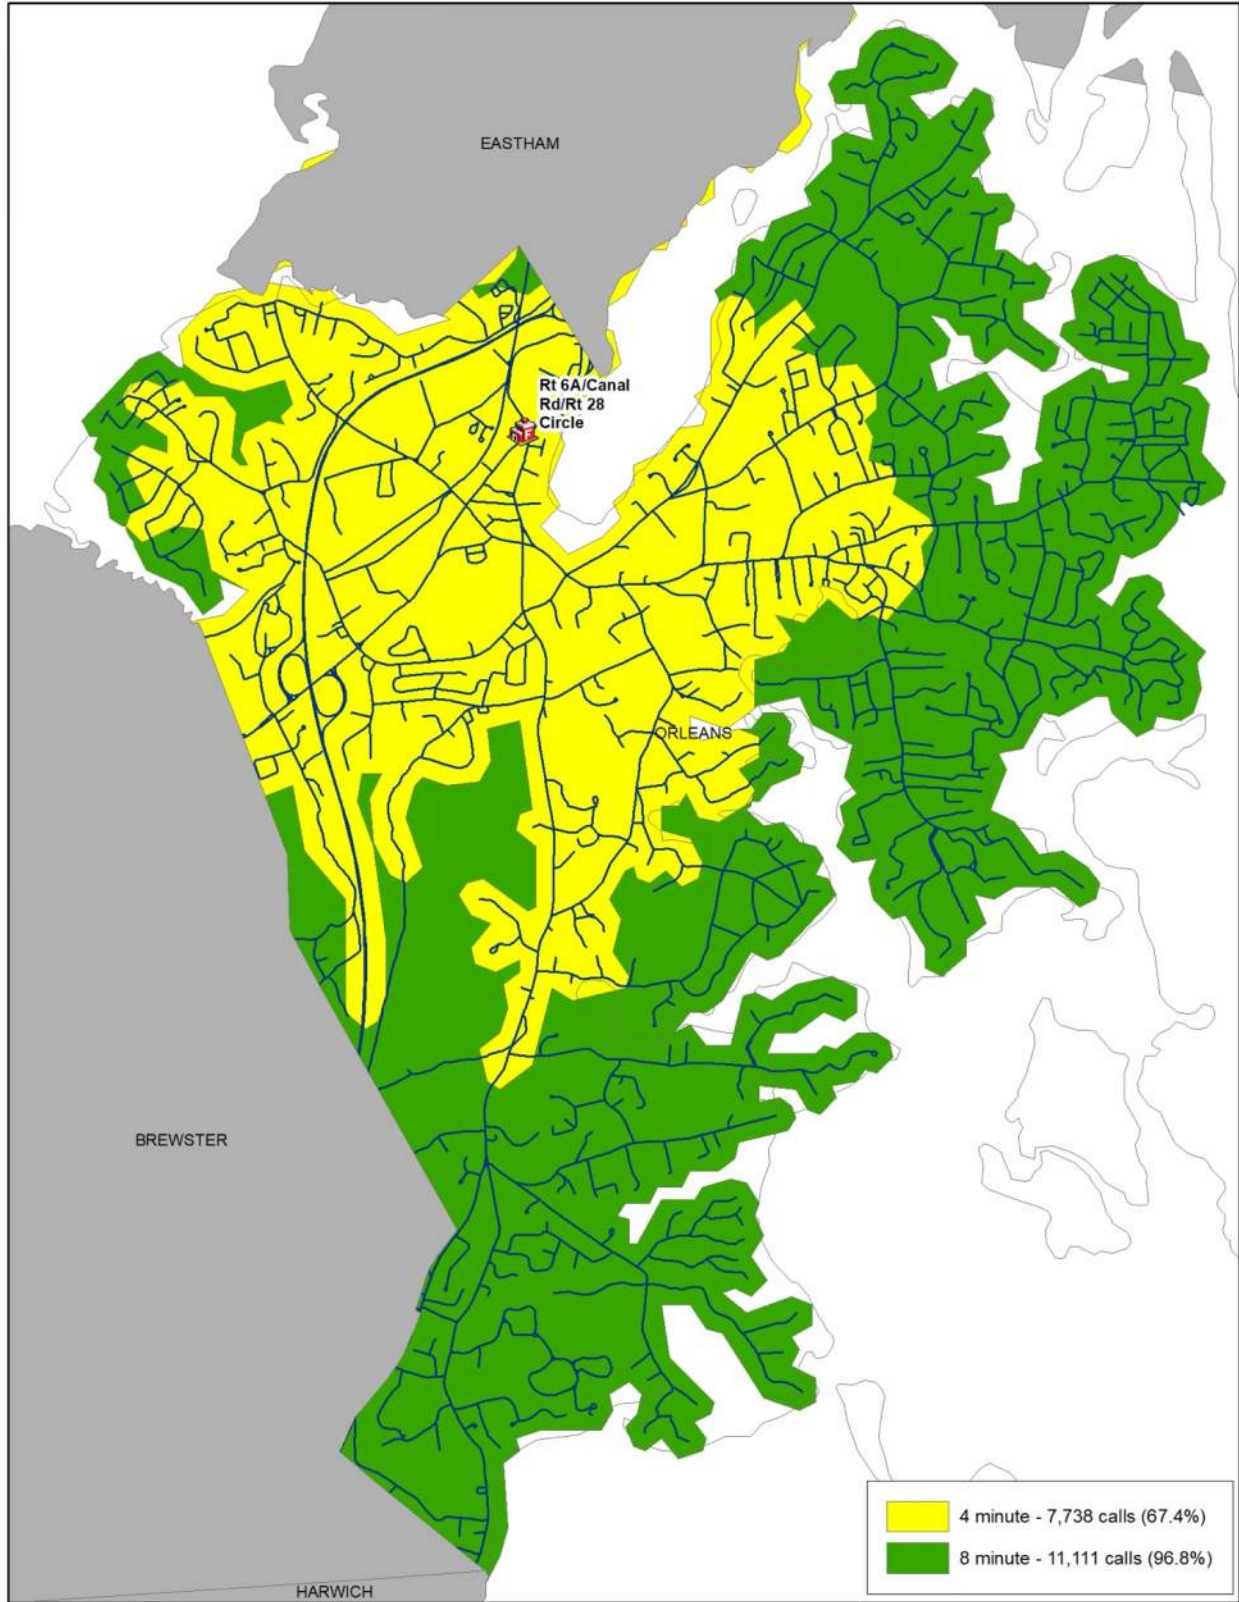 EASTHAM
Rt 6A/Canal
Rd/Rt 28
Circle
ORLEANS
BREWSTER
4 minute - 7,738 calls (67.4%)
8 minute - 11,111 calls (96.8%)
HARWICH